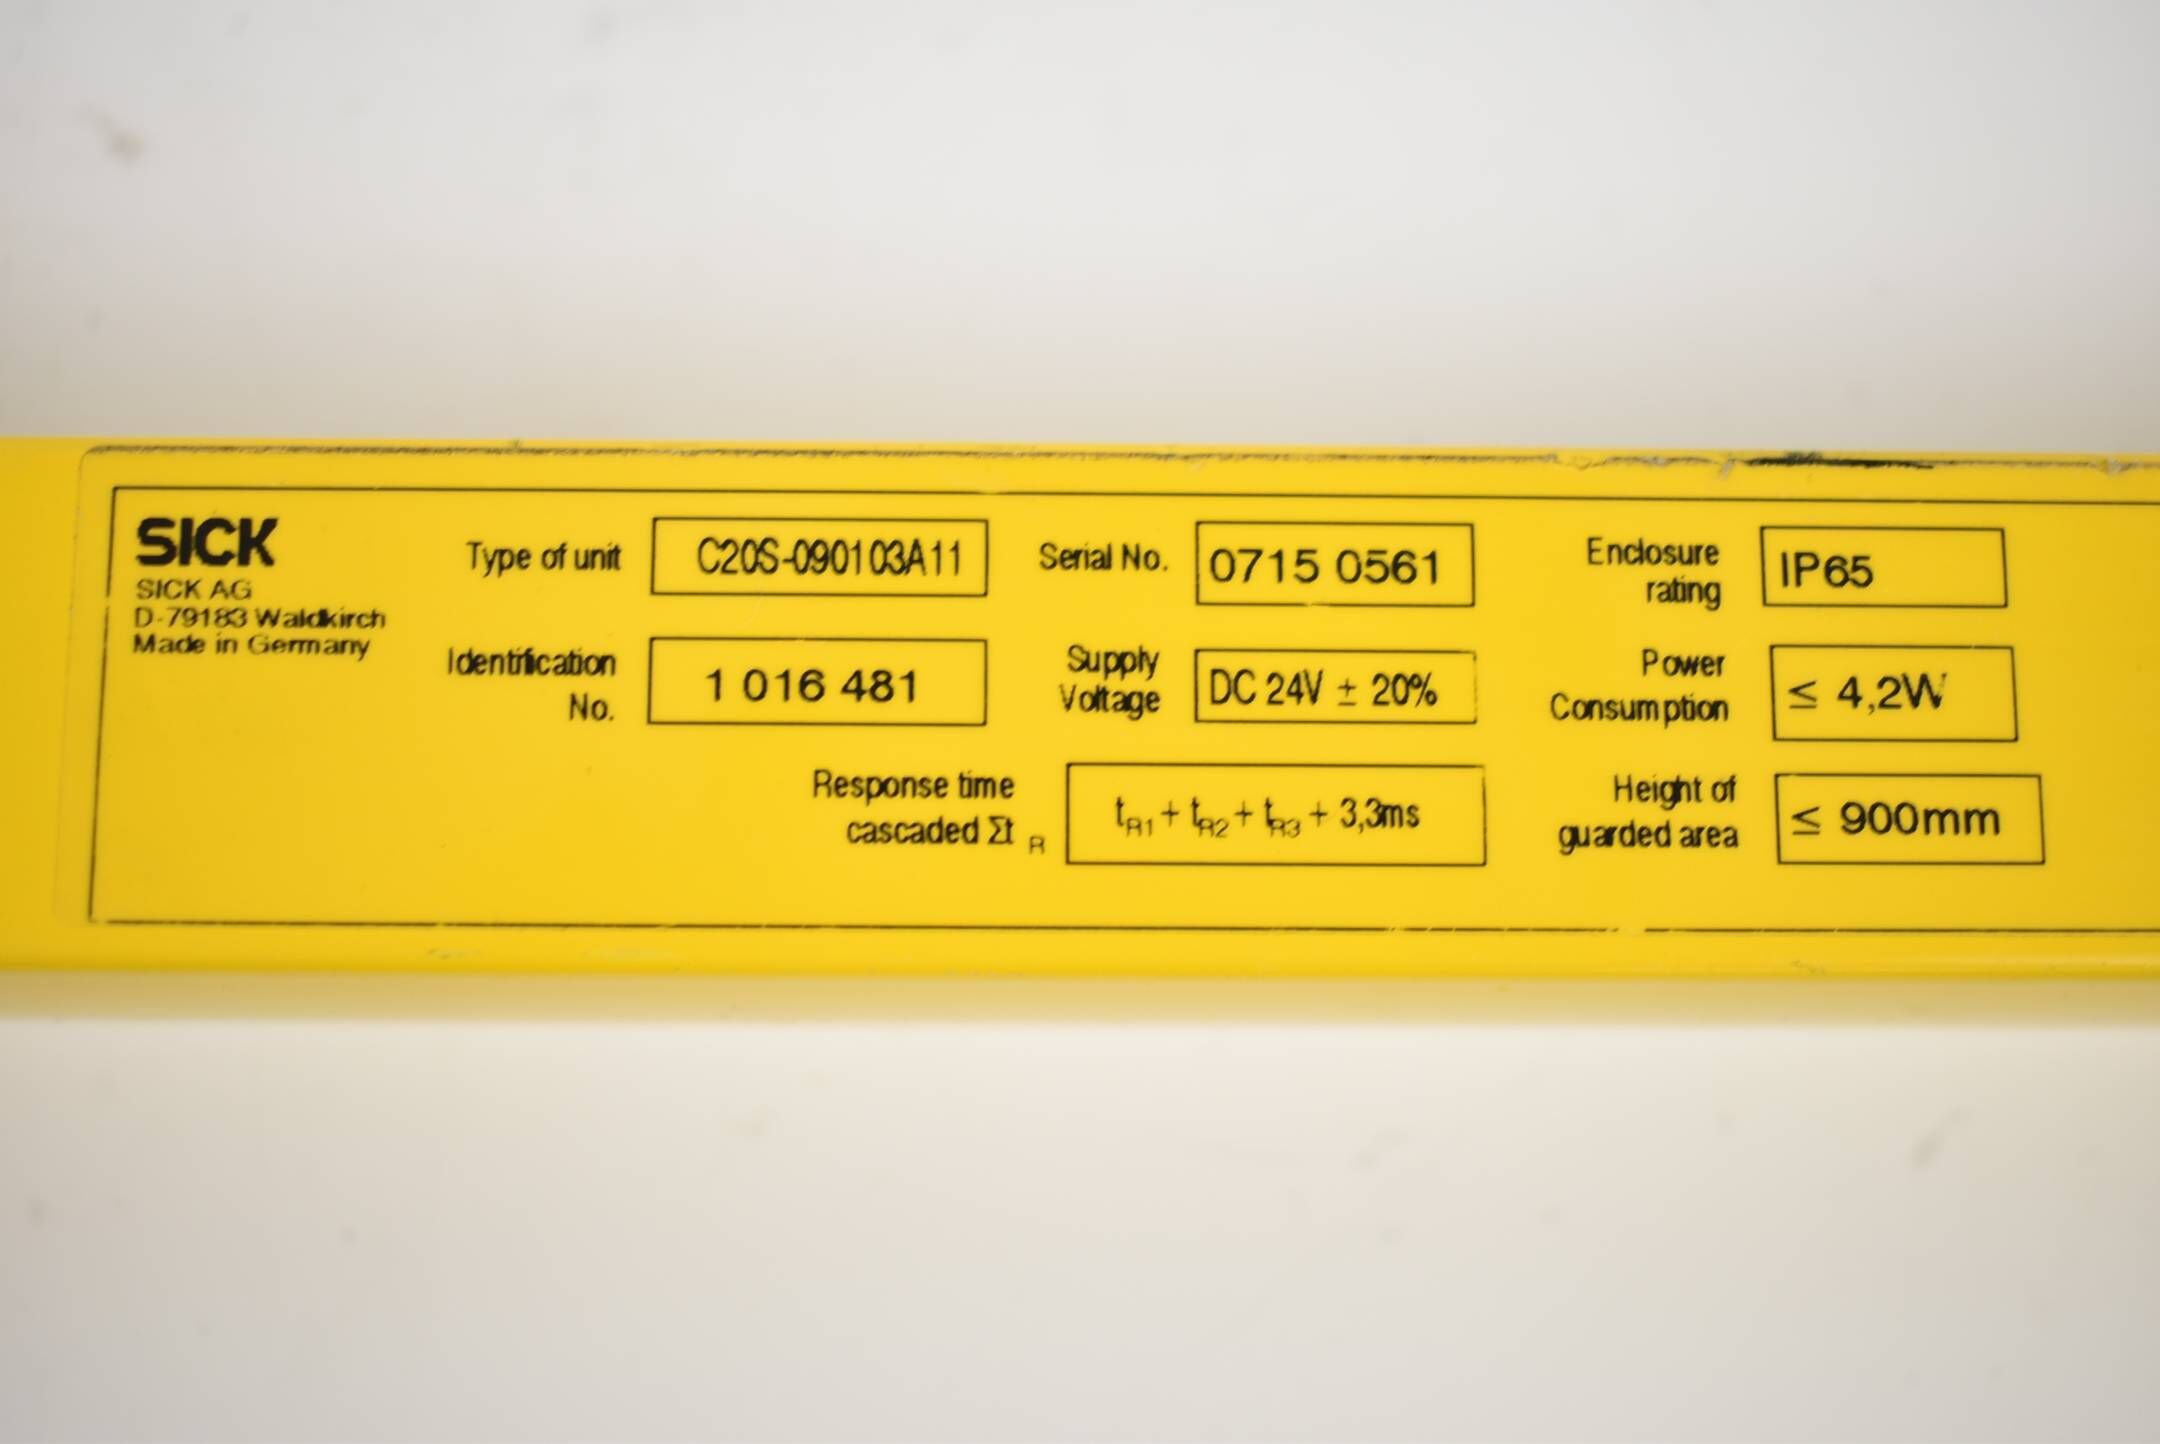 SICK
SICK AG
D-79183 Waldkirch
Made in Germany
Type of unit C20S-090103A11
Identification No. 1 016 481
Serial No. 0715 0561
Supply Voltage DC 24V ± 20%
Response time cascaded Σt R tR1 + tR2 + tR3 + 3,3ms
Enclosure rating IP65
Power Consumption ≤ 4,2W
Height of guarded area ≤ 900mm